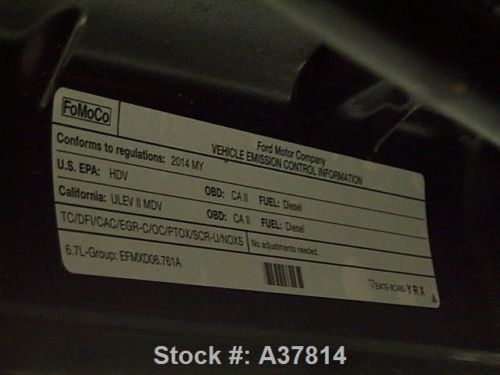 FoMoCo
Ford Motor Company
VEHICLE EMISSION CONTROL INFORMATION
Conforms to regulations: 2014 MY
U.S. EPA: HDV OBD: CA II FUEL: Diesel
California: ULEV II MDV OBD: CA II FUEL: Diesel
TC/DFI/CAC/EGR-C/OC/PTOX/SCR-U/NOXS No adjustments needed.
6.7L-Group: EFMXD06.761A
YRX
Stock #: A37814